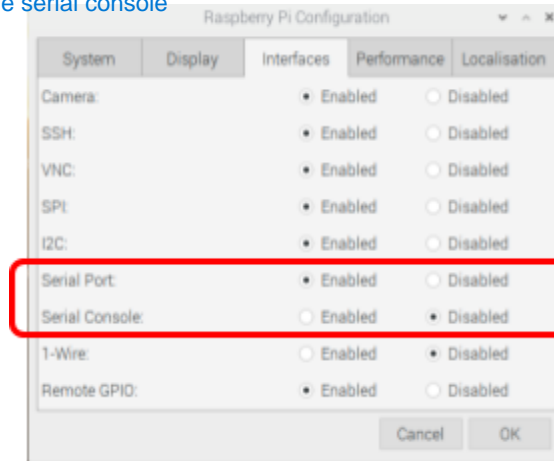 e serial console
Raspberry Pi Configuration
System Display Interfaces Performance Localisation
Camera: Enabled Disabled
SSH: Enabled Disabled
VNC: Enabled Disabled
SPI: Enabled Disabled
I2C: Enabled Disabled
Serial Port: Enabled Disabled
Serial Console: Enabled Disabled
1-Wire: Enabled Disabled
Remote GPIO: Enabled Disabled
Cancel OK